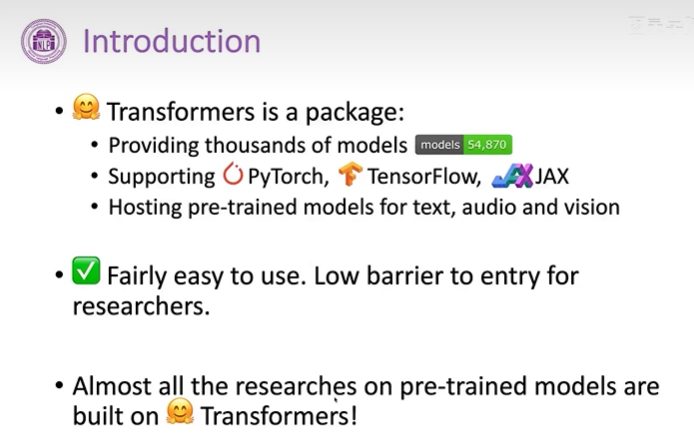 Introduction
• 🤗 Transformers is a package:
• Providing thousands of models models 54,870
• Supporting PyTorch, TensorFlow, JAX
• Hosting pre-trained models for text, audio and vision
• ✅ Fairly easy to use. Low barrier to entry for
researchers.
• Almost all the researches on pre-trained models are
built on 🤗 Transformers!